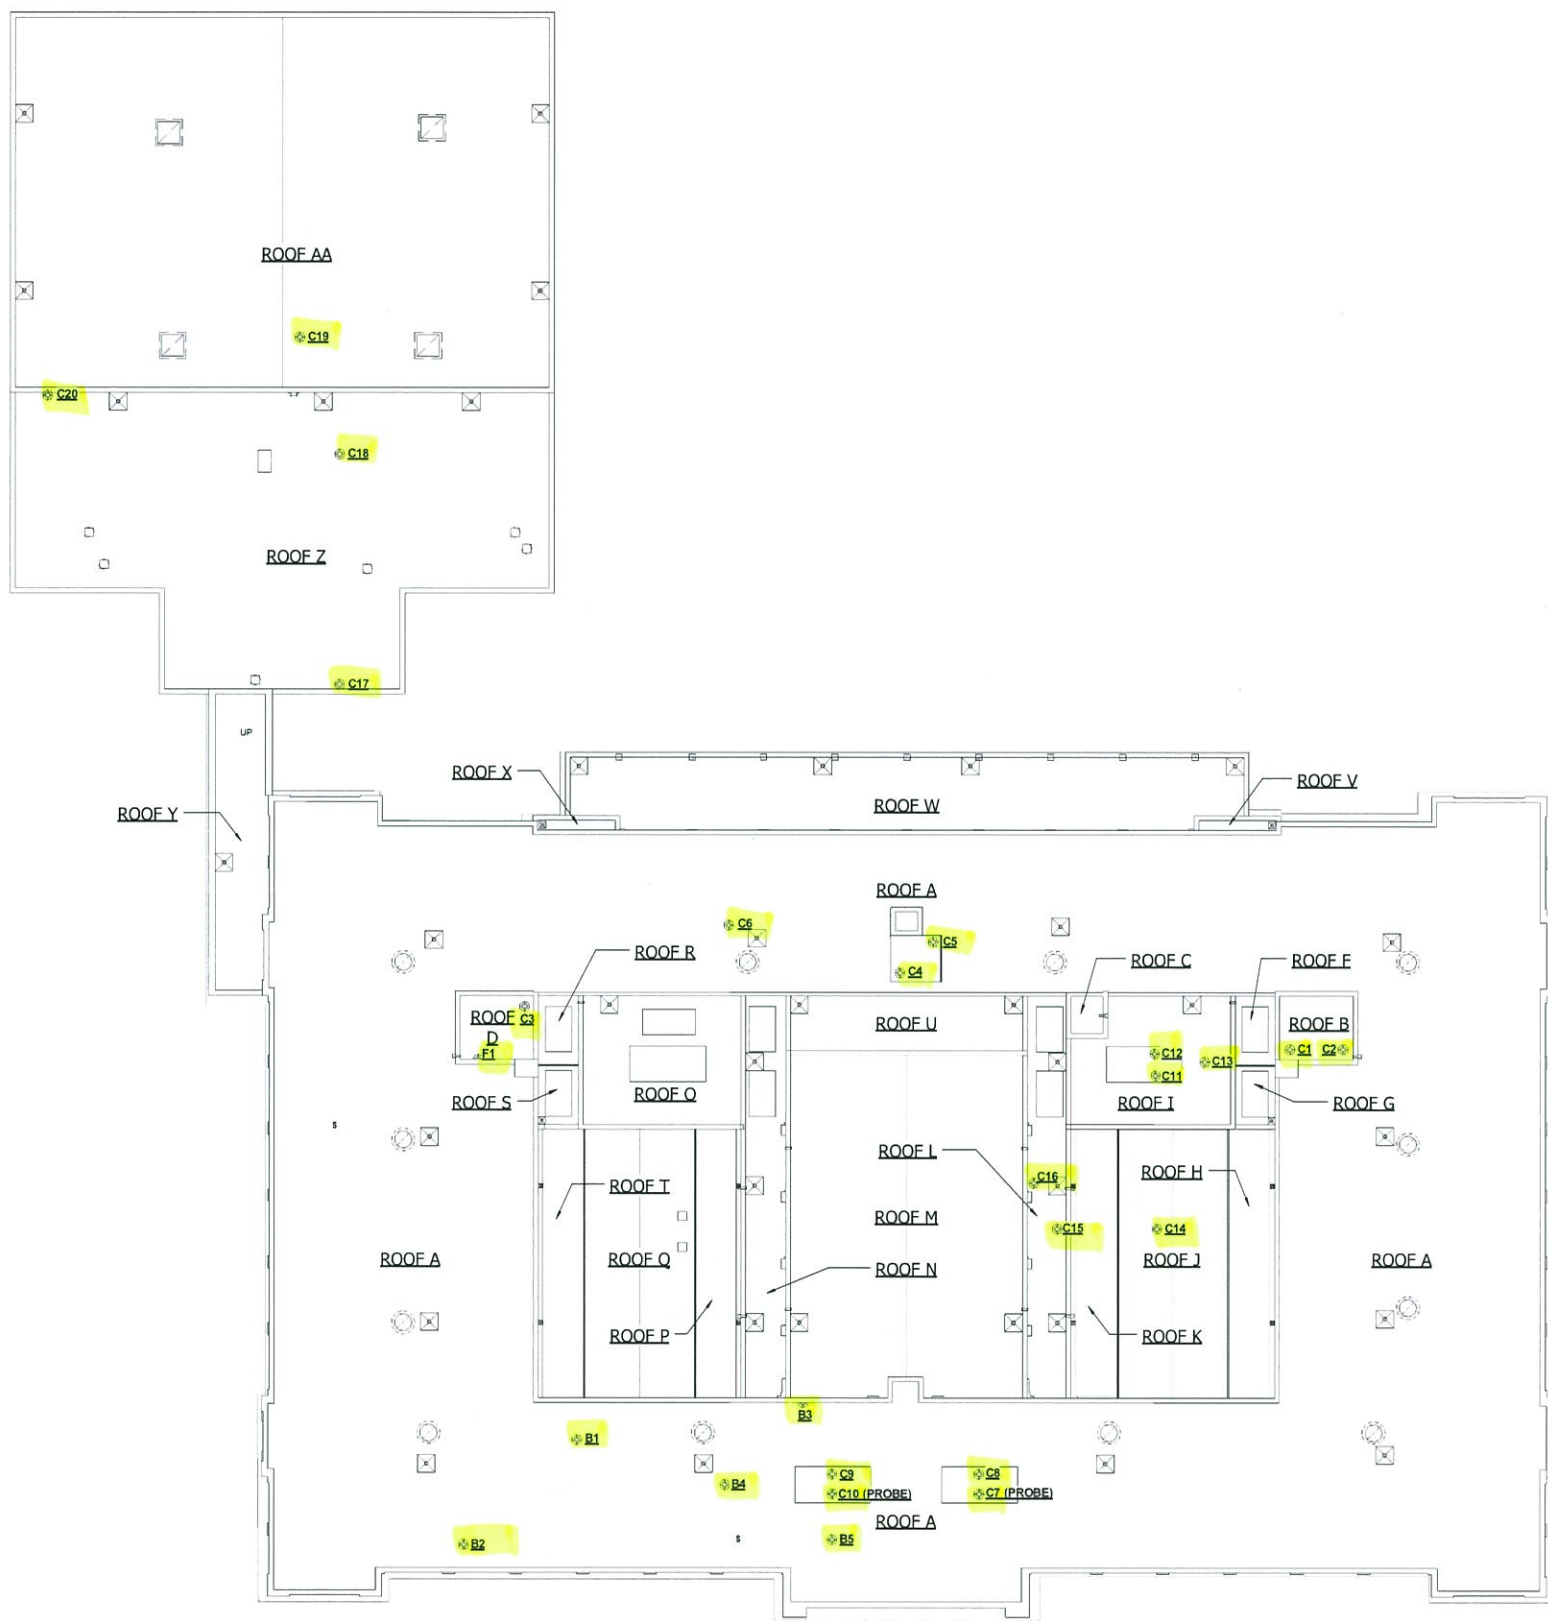 ROOF AA
C19
C20
C18
ROOF Z
C17
UP
ROOF X
ROOF V
ROOF W
ROOF Y
ROOF A
C6
C5
ROOF R
ROOF C
ROOF F
C4
ROOF D
C3
ROOF U
ROOF B
F1
C12
C13
C1
C2
C11
ROOF O
ROOF S
ROOF I
ROOF G
S
ROOF L
ROOF H
ROOF T
C16
ROOF M
C15
C14
ROOF A
ROOF Q
ROOF J
ROOF A
ROOF N
ROOF P
ROOF K
B3
B1
C9
C8
B4
C10 (PROBE)
C7 (PROBE)
ROOF A
S
B5
B2